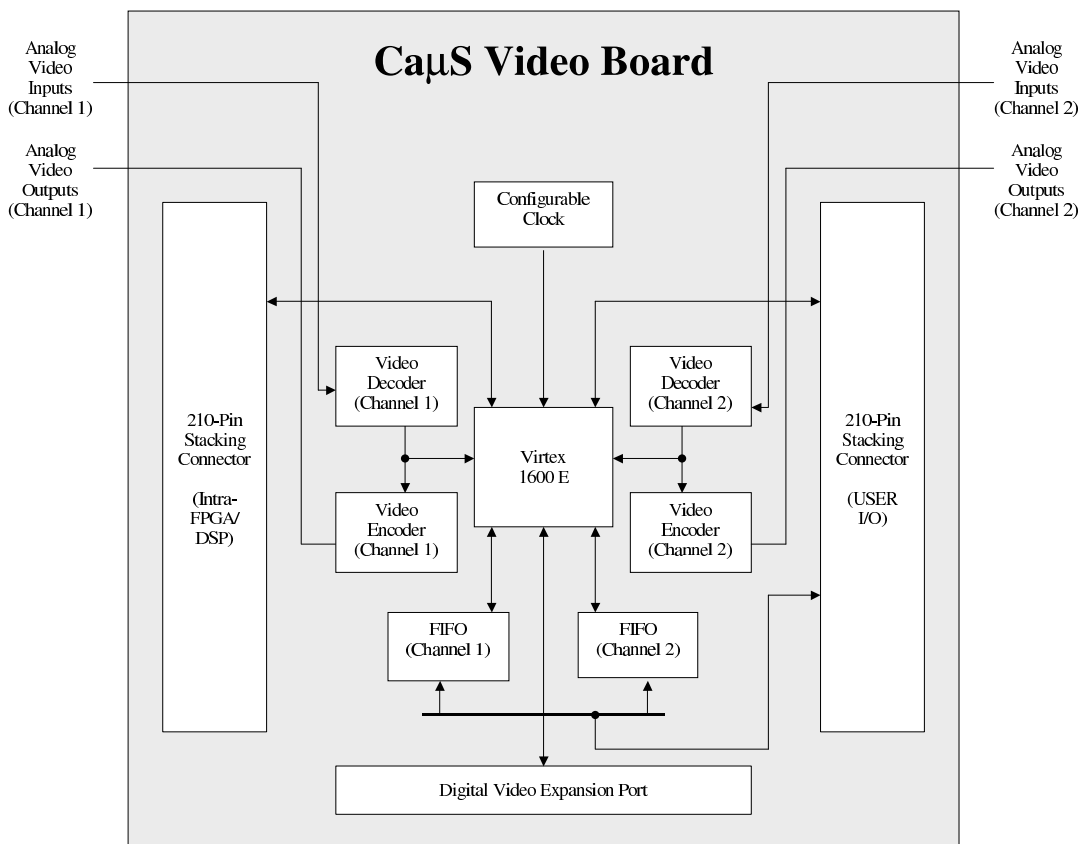 CaμS Video Board
Analog
Video
Inputs
(Channel 1)
Analog
Video
Outputs
(Channel 1)
Analog
Video
Inputs
(Channel 2)
Analog
Video
Outputs
(Channel 2)
Configurable
Clock
210-Pin
Stacking
Connector
(Intra-
FPGA/
DSP)
Video
Decoder
(Channel 1)
Video
Encoder
(Channel 1)
Virtex
1600 E
Video
Decoder
(Channel 2)
Video
Encoder
(Channel 2)
210-Pin
Stacking
Connector
(USER
I/O)
FIFO
(Channel 1)
FIFO
(Channel 2)
Digital Video Expansion Port